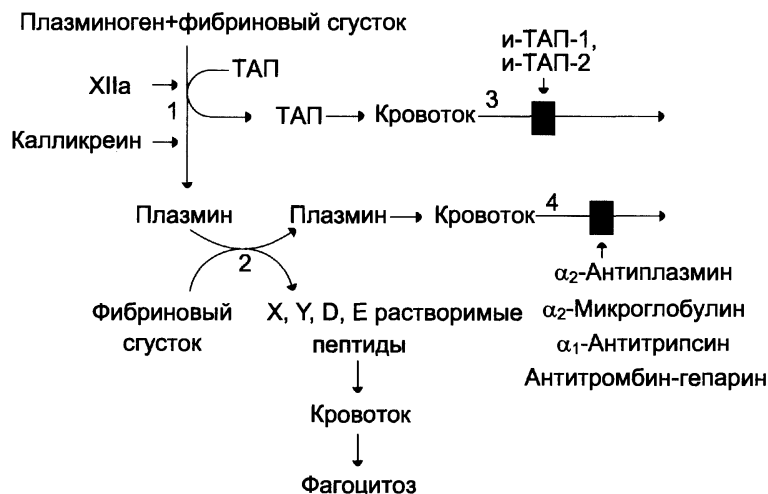 Плазминоген+фибриновый сгусток
и-ТАП-1,
и-ТАП-2
XIIa
ТАП
1
ТАП
Кровоток
3
Калликреин
Плазмин
Плазмин
Кровоток
4
2
α2-Антиплазмин
Фибриновый
сгусток
X, Y, D, E растворимые
пептиды
α2-Микроглобулин
α1-Антитрипсин
Антитромбин-гепарин
Кровоток
Фагоцитоз